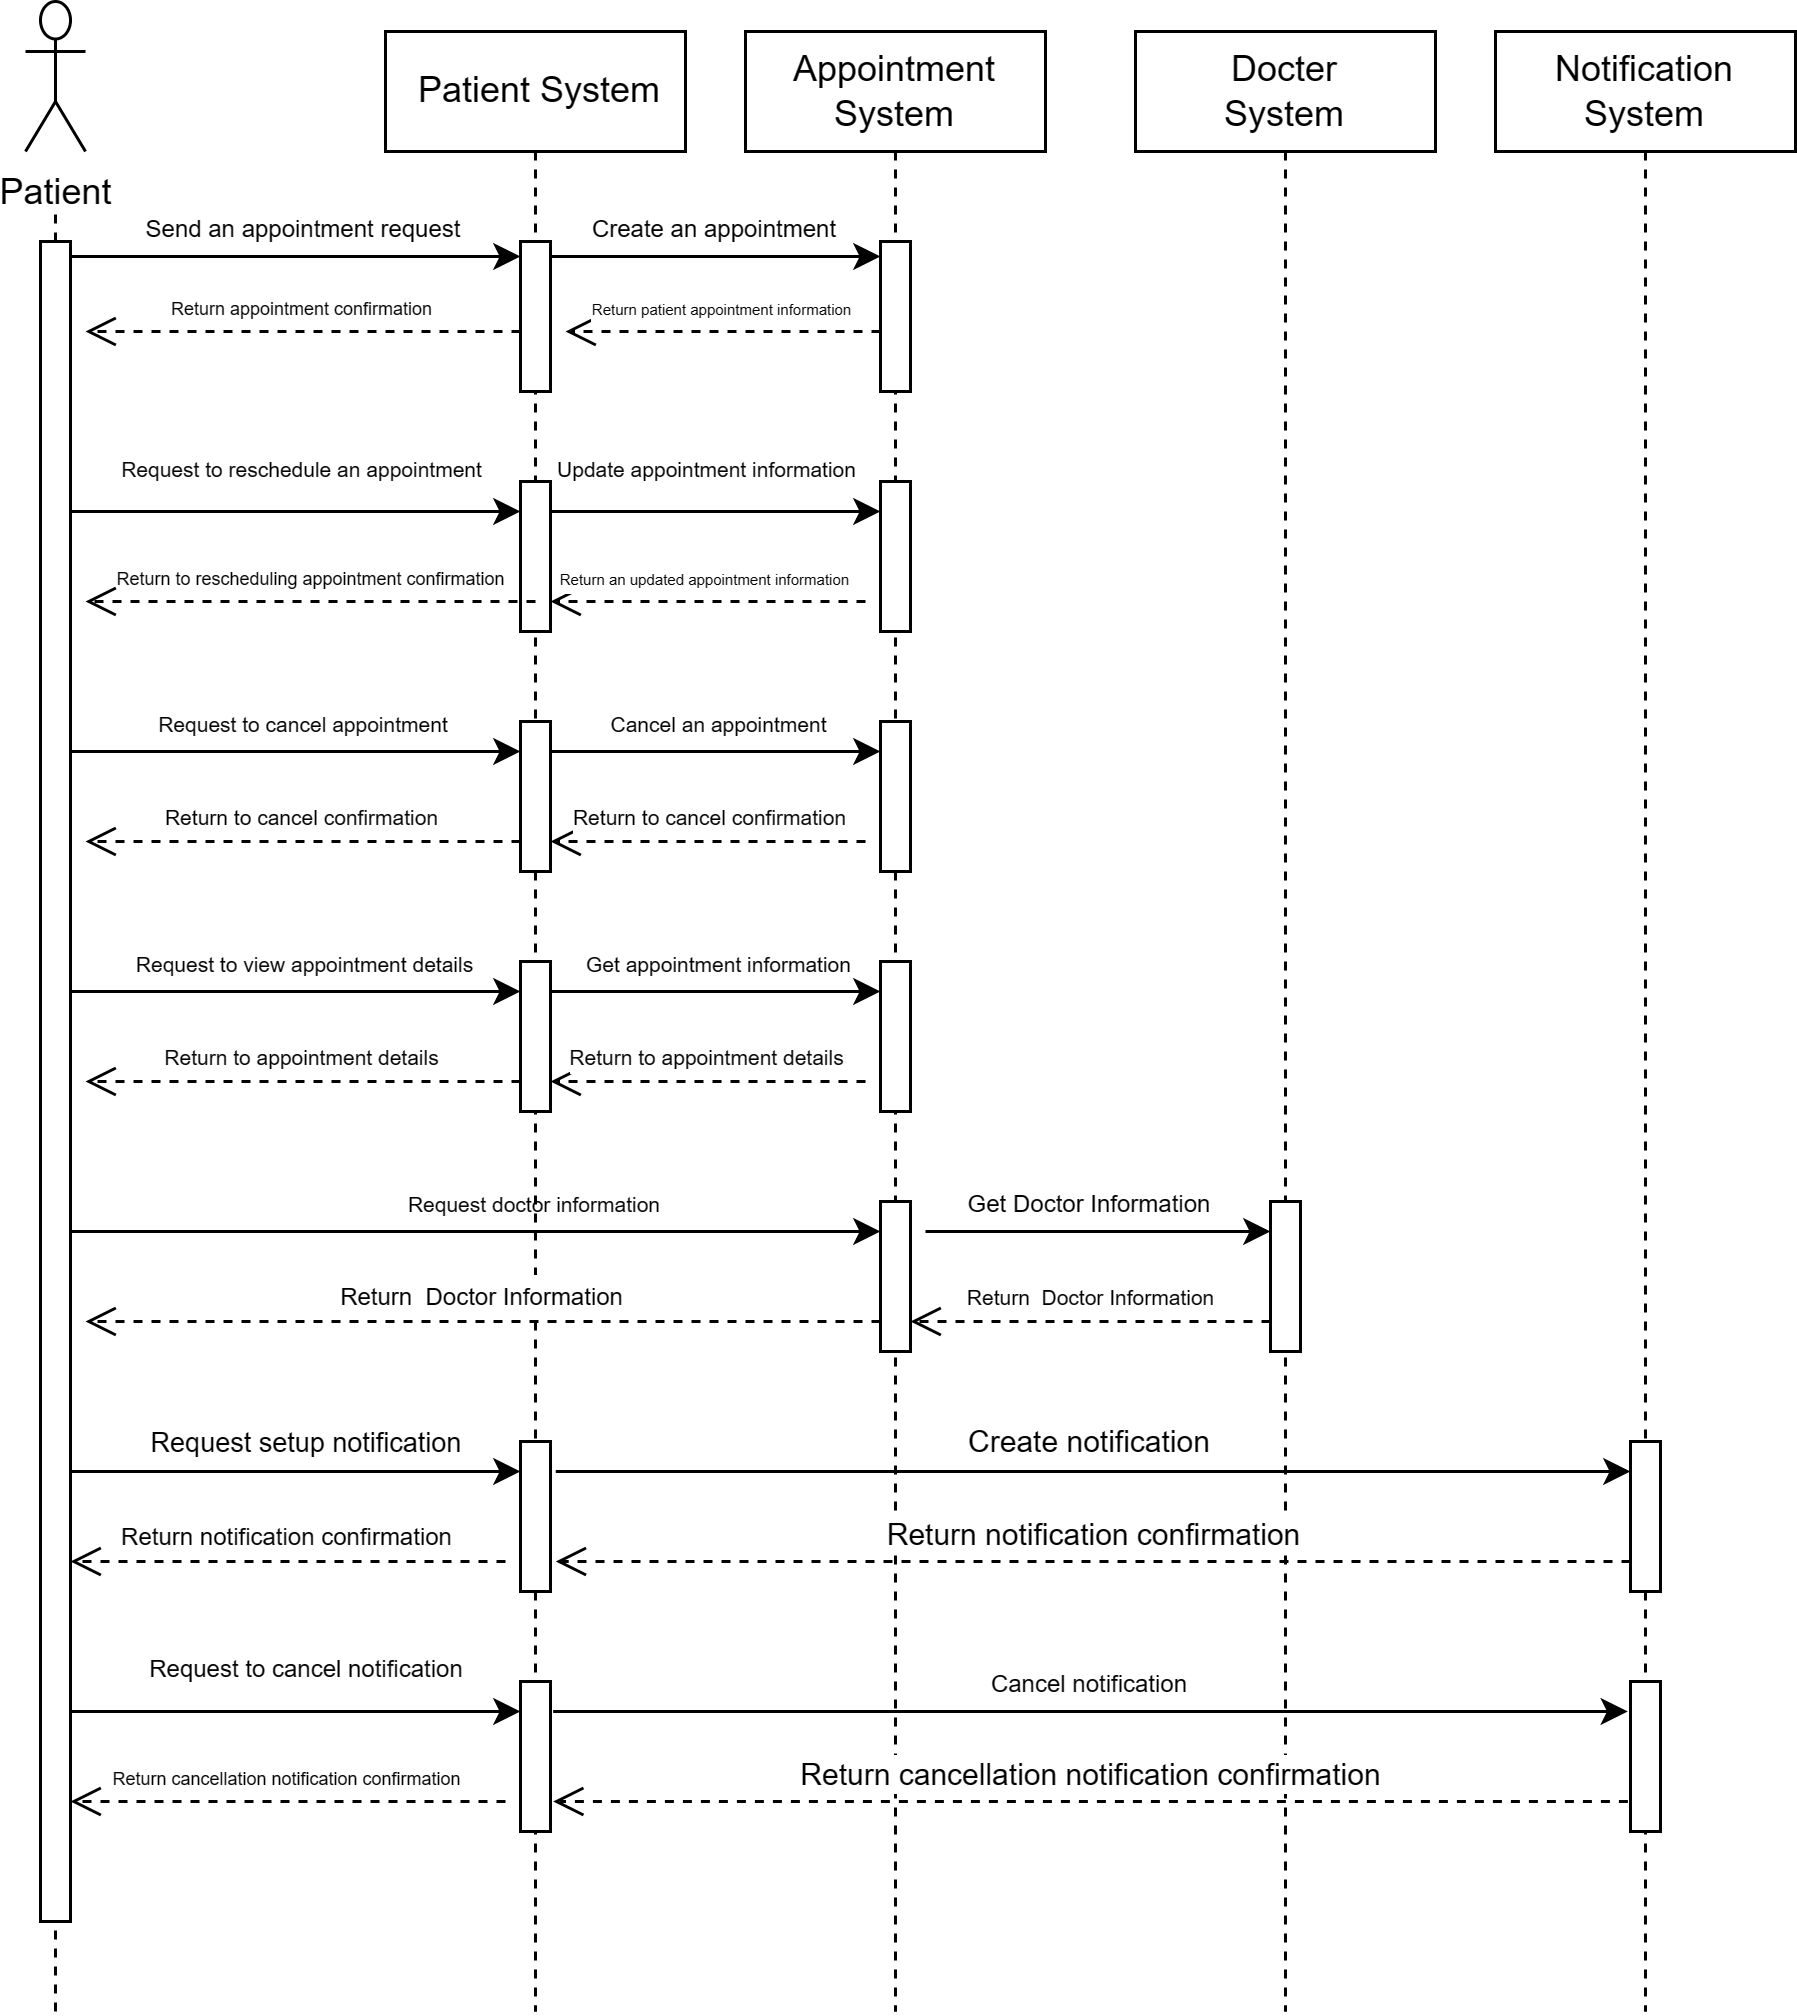 Patient System
Appointment
System
Docter
System
Notification
System
Patient
Send an appointment request
Create an appointment
Return appointment confirmation
Return patient appointment information
Request to reschedule an appointment
Update appointment information
Return to rescheduling appointment confirmation
Return an updated appointment information
Request to cancel appointment
Cancel an appointment
Return to cancel confirmation
Return to cancel confirmation
Request to view appointment details
Get appointment information
Return to appointment details
Return to appointment details
Request doctor information
Get Doctor Information
Return  Doctor Information
Return  Doctor Information
Request setup notification
Create notification
Return notification confirmation
Return notification confirmation
Request to cancel notification
Cancel notification
Return cancellation notification confirmation
Return cancellation notification confirmation